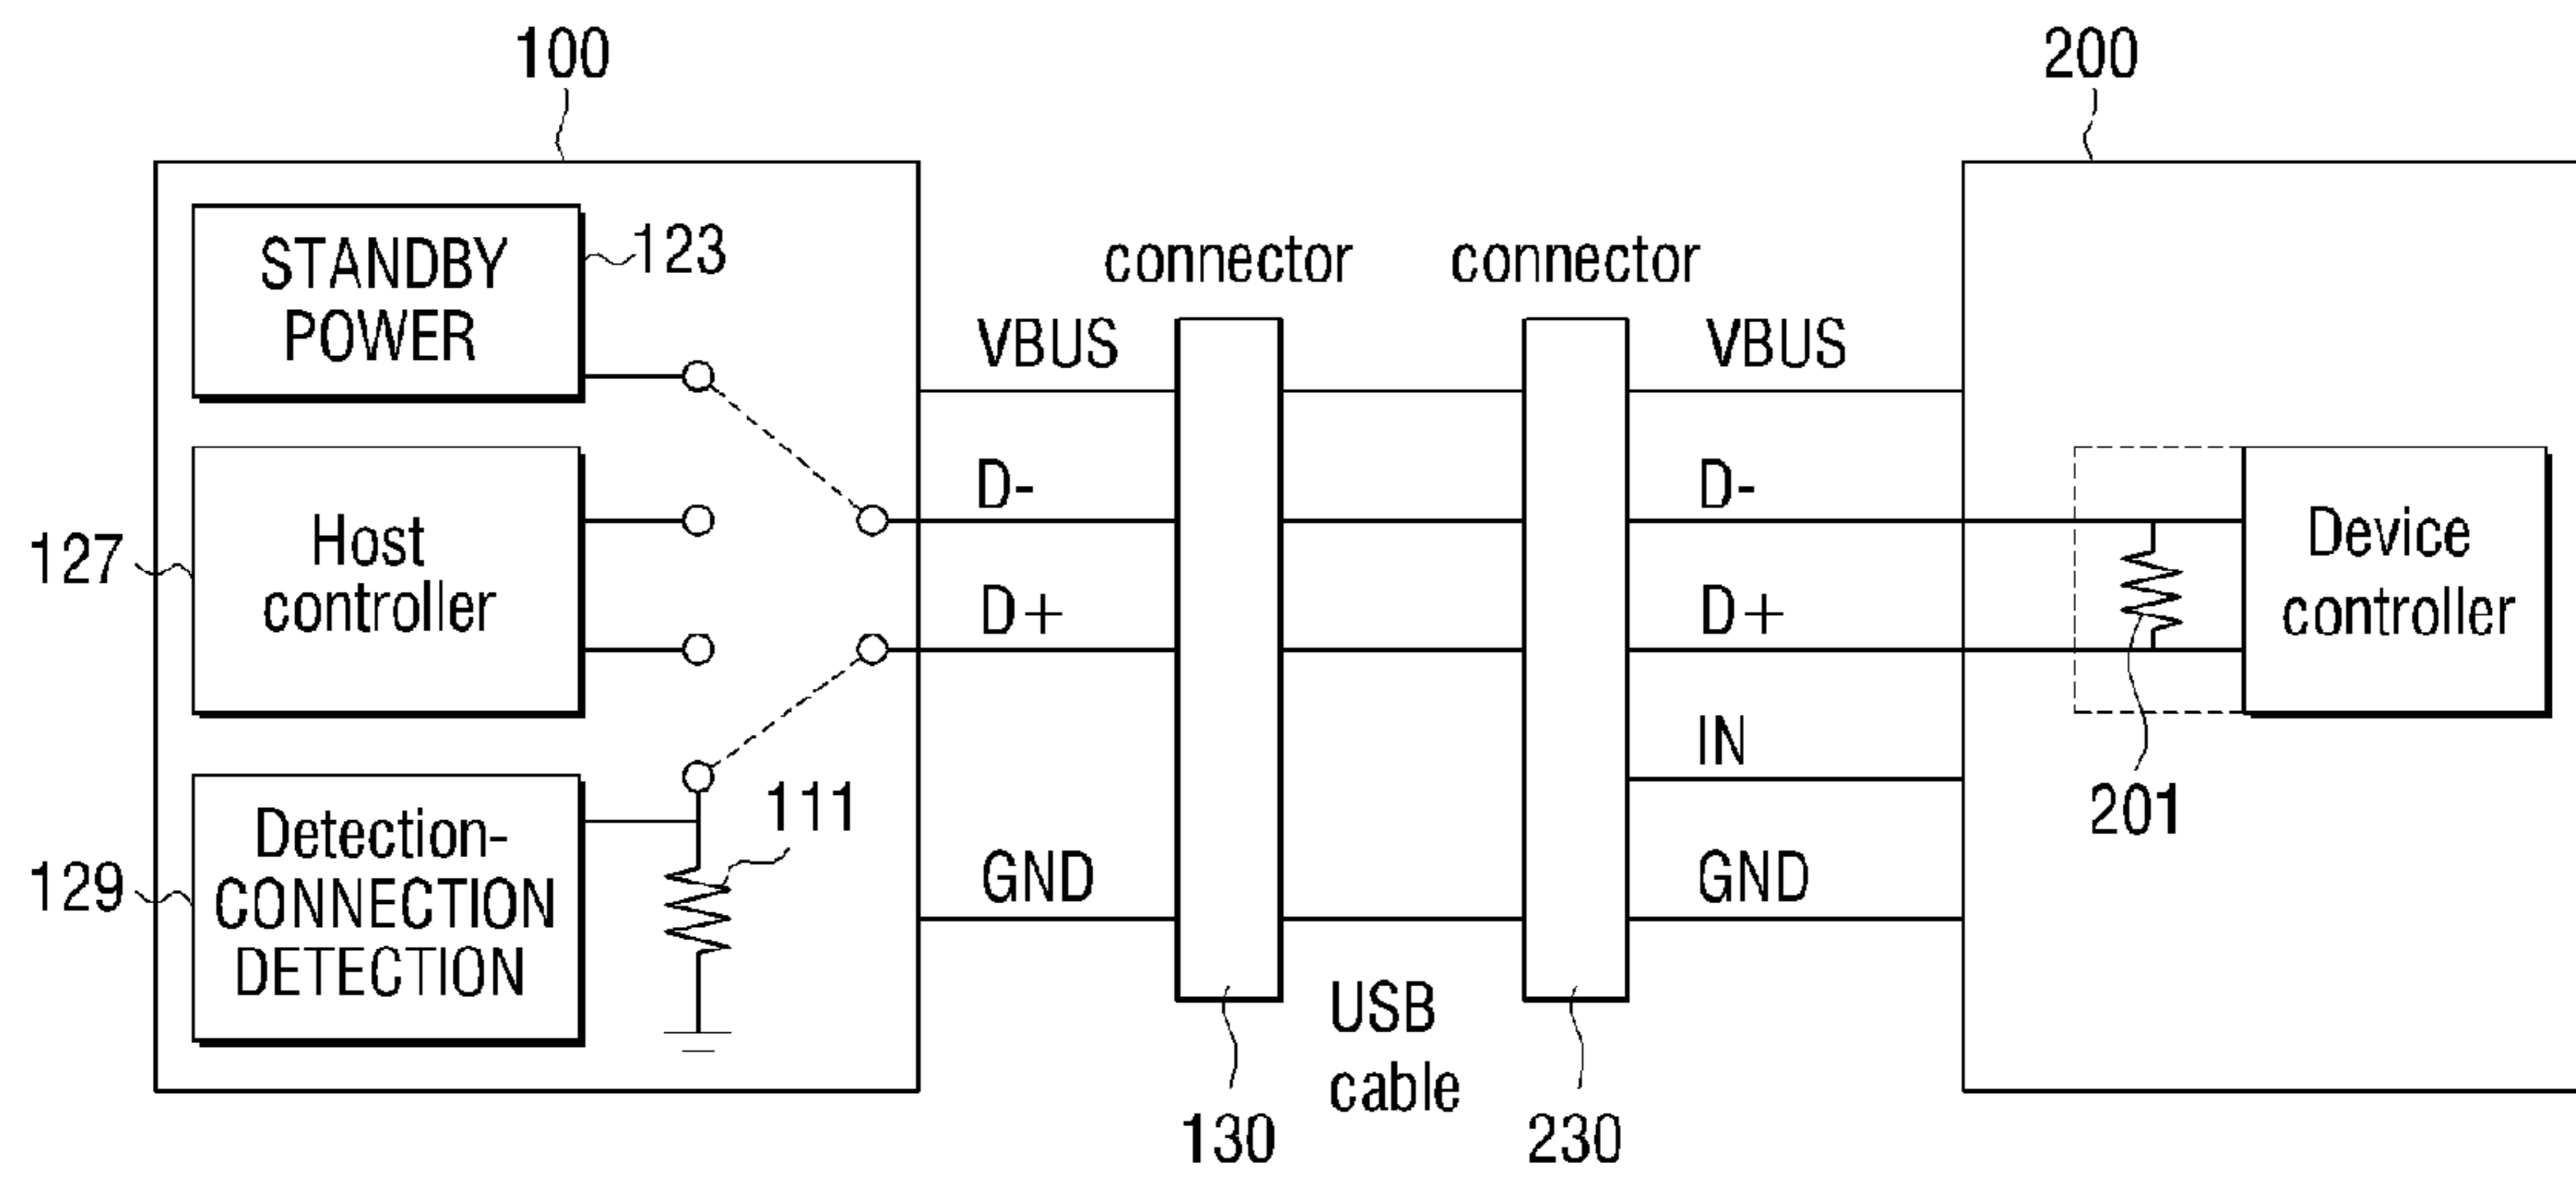 100
200
STANDBY
POWER
123
connector
connector
VBUS
VBUS
127
Host
controller
D-
D-
Device
controller
D+
D+
IN
201
129
Detection-
CONNECTION
DETECTION
111
GND
GND
USB
cable
130
230